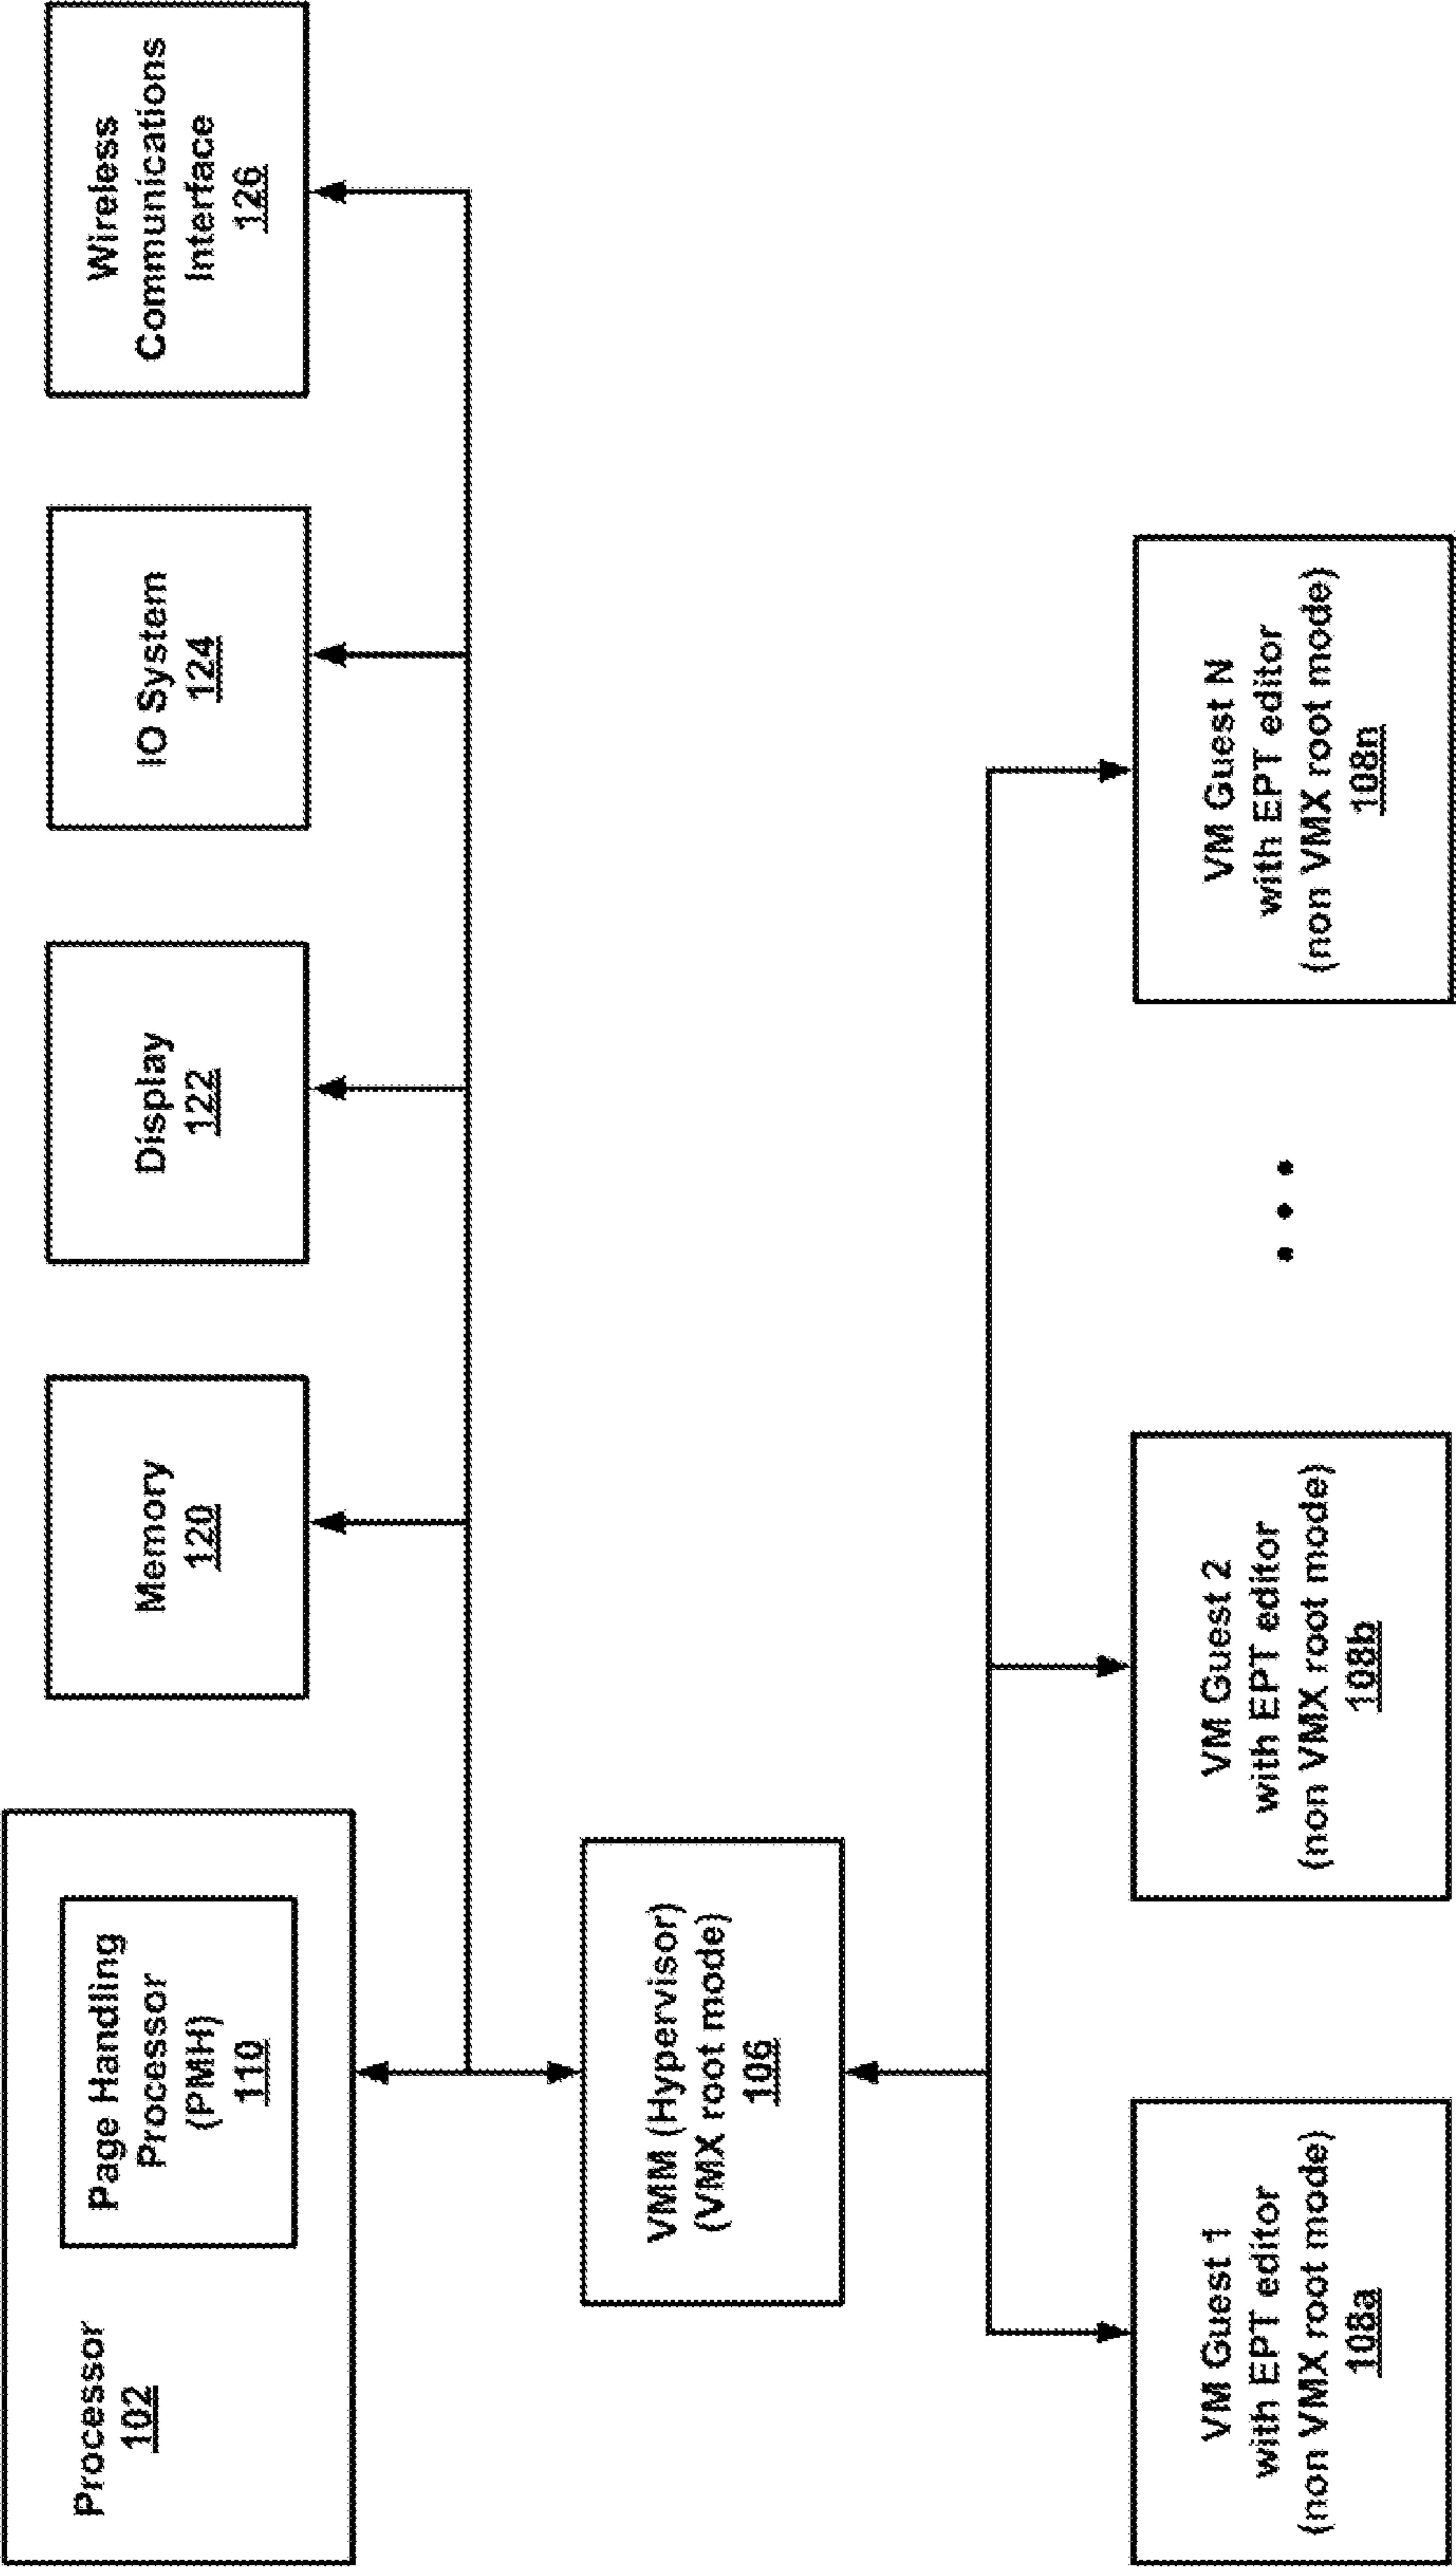 Processor
102
Page Handling
Processor
(PMH)
110
Memory
120
Display
122
IO System
124
Wireless
Communications
Interface
126
VMM (Hypervisor)
(VMX root mode)
106
VM Guest 1
with EPT editor
(non VMX root mode)
108a
VM Guest 2
with EPT editor
(non VMX root mode)
108b
VM Guest N
with EPT editor
(non VMX root mode)
108n